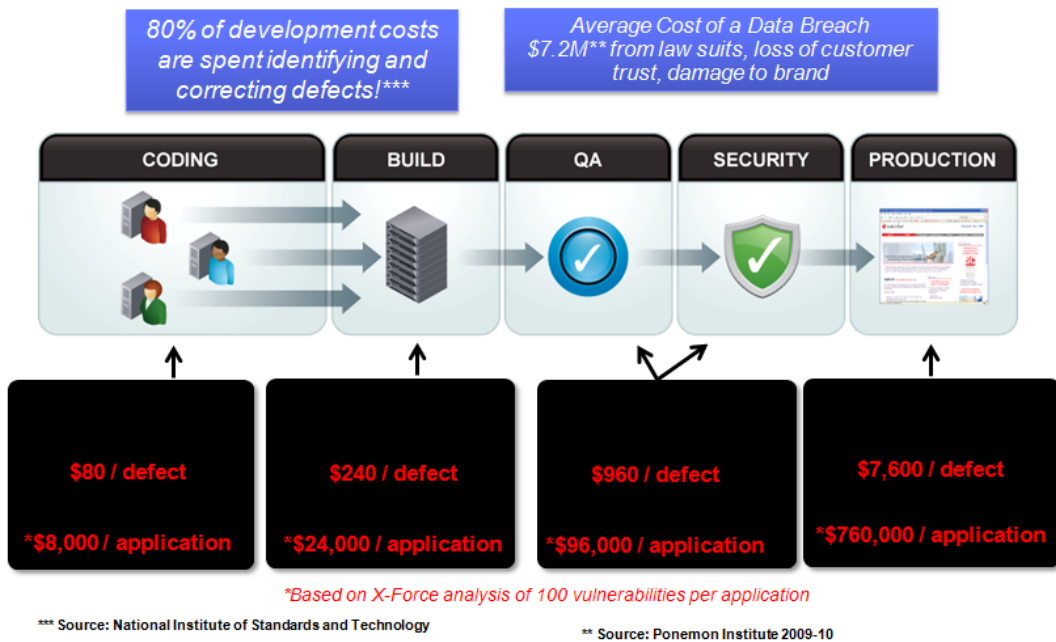 80% of development costs
are spent identifying and
correcting defects!***
Average Cost of a Data Breach
$7.2M** from law suits, loss of customer
trust, damage to brand
CODING
BUILD
QA
SECURITY
PRODUCTION
$80 / defect
*$8,000 / application
$240 / defect
*$24,000 / application
$960 / defect
*$96,000 / application
$7,600 / defect
*$760,000 / application
*Based on X-Force analysis of 100 vulnerabilities per application
*** Source: National Institute of Standards and Technology
** Source: Ponemon Institute 2009-10